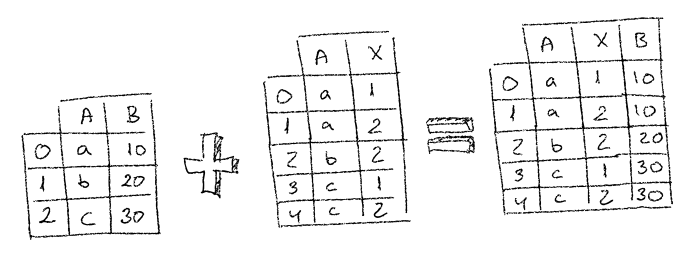 A B
0 a 10
1 b 20
2 c 30
+
A X
0 a 1
1 a 2
2 b 2
3 c 1
4 c 2
=
A X B
0 a 1 10
1 a 2 10
2 b 2 20
3 c 1 30
4 c 2 30